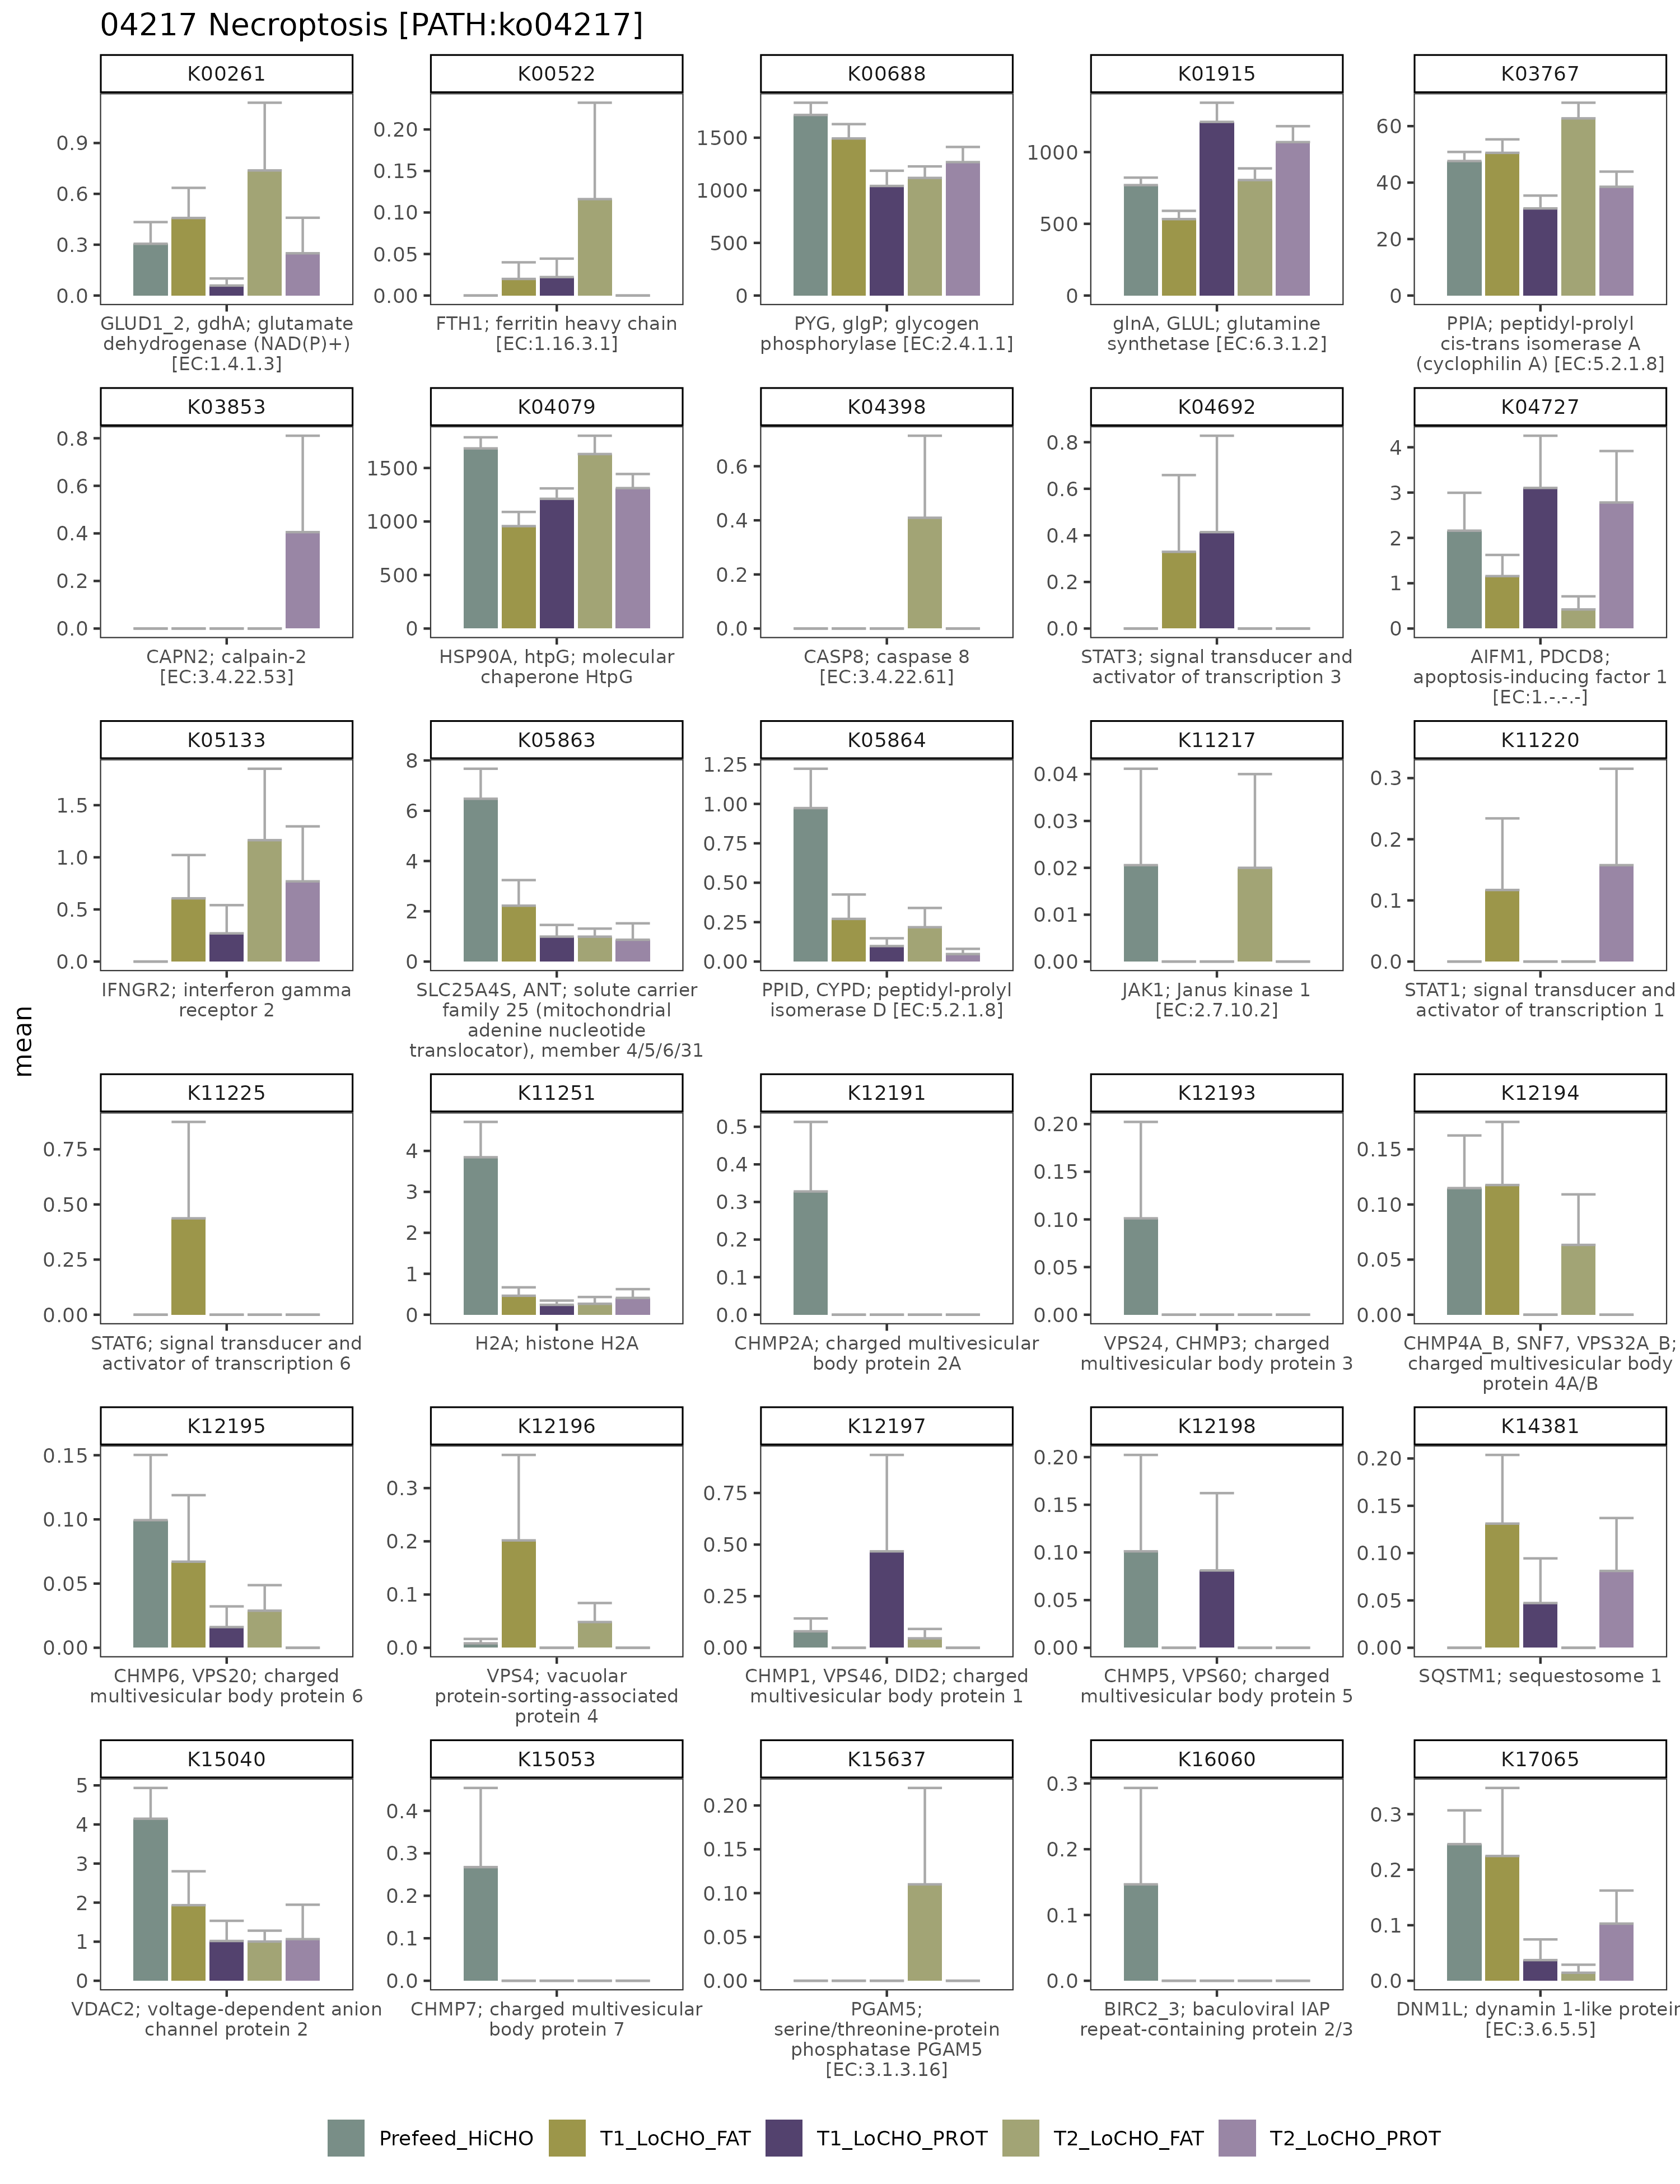 04217 Necroptosis [PATH:ko04217]
mean
K00261
0.9
0.6
0.3
0.0
GLUD1_2, gdhA; glutamate
dehydrogenase (NAD(P)+)
[EC:1.4.1.3]
K00522
0.20
0.15
0.10
0.05
0.00
FTH1; ferritin heavy chain
[EC:1.16.3.1]
K00688
1500
1000
500
0
PYG, glgP; glycogen
phosphorylase [EC:2.4.1.1]
K01915
1000
500
0
glnA, GLUL; glutamine
synthetase [EC:6.3.1.2]
K03767
60
40
20
0
PPIA; peptidyl-prolyl
cis-trans isomerase A
(cyclophilin A) [EC:5.2.1.8]
K03853
0.8
0.6
0.4
0.2
0.0
CAPN2; calpain-2
[EC:3.4.22.53]
K04079
1500
1000
500
0
HSP90A, htpG; molecular
chaperone HtpG
K04398
0.6
0.4
0.2
0.0
CASP8; caspase 8
[EC:3.4.22.61]
K04692
0.8
0.6
0.4
0.2
0.0
STAT3; signal transducer and
activator of transcription 3
K04727
4
3
2
1
0
AIFM1, PDCD8;
apoptosis-inducing factor 1
[EC:1.-.-.-]
K05133
1.5
1.0
0.5
0.0
IFNGR2; interferon gamma
receptor 2
K05863
8
6
4
2
0
SLC25A4S, ANT; solute carrier
family 25 (mitochondrial
adenine nucleotide
translocator), member 4/5/6/31
K05864
1.25
1.00
0.75
0.50
0.25
0.00
PPID, CYPD; peptidyl-prolyl
isomerase D [EC:5.2.1.8]
K11217
0.04
0.03
0.02
0.01
0.00
JAK1; Janus kinase 1
[EC:2.7.10.2]
K11220
0.3
0.2
0.1
0.0
STAT1; signal transducer and
activator of transcription 1
K11225
0.75
0.50
0.25
0.00
STAT6; signal transducer and
activator of transcription 6
K11251
4
3
2
1
0
H2A; histone H2A
K12191
0.5
0.4
0.3
0.2
0.1
0.0
CHMP2A; charged multivesicular
body protein 2A
K12193
0.20
0.15
0.10
0.05
0.00
VPS24, CHMP3; charged
multivesicular body protein 3
K12194
0.15
0.10
0.05
0.00
CHMP4A_B, SNF7, VPS32A_B;
charged multivesicular body
protein 4A/B
K12195
0.15
0.10
0.05
0.00
CHMP6, VPS20; charged
multivesicular body protein 6
K12196
0.3
0.2
0.1
0.0
VPS4; vacuolar
protein-sorting-associated
protein 4
K12197
0.75
0.50
0.25
0.00
CHMP1, VPS46, DID2; charged
multivesicular body protein 1
K12198
0.20
0.15
0.10
0.05
0.00
CHMP5, VPS60; charged
multivesicular body protein 5
K14381
0.20
0.15
0.10
0.05
0.00
SQSTM1; sequestosome 1
K15040
5
4
3
2
1
0
VDAC2; voltage-dependent anion
channel protein 2
K15053
0.4
0.3
0.2
0.1
0.0
CHMP7; charged multivesicular
body protein 7
K15637
0.20
0.15
0.10
0.05
0.00
PGAM5;
serine/threonine-protein
phosphatase PGAM5
[EC:3.1.3.16]
K16060
0.3
0.2
0.1
0.0
BIRC2_3; baculoviral IAP
repeat-containing protein 2/3
K17065
0.3
0.2
0.1
0.0
DNM1L; dynamin 1-like protein
[EC:3.6.5.5]
Prefeed_HiCHO T1_LoCHO_FAT T1_LoCHO_PROT T2_LoCHO_FAT T2_LoCHO_PROT